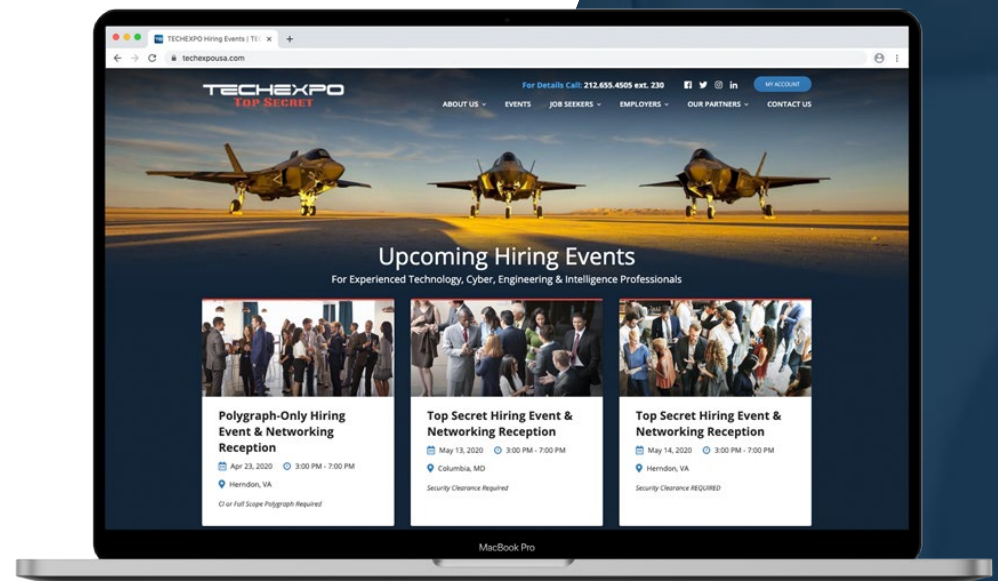 TECHEXPO Hiring Events | TEC
techexpousa.com
TECHEXPO
TOP SECRET
For Details Call: 212.655.4505 ext. 230
MY ACCOUNT
ABOUT US
EVENTS
JOB SEEKERS
EMPLOYERS
OUR PARTNERS
CONTACT US
Upcoming Hiring Events
For Experienced Technology, Cyber, Engineering & Intelligence Professionals
Polygraph-Only Hiring
Event & Networking
Reception
Apr 23, 2020 3:00 PM - 7:00 PM
Herndon, VA
CI or Full Scope Polygraph Required
Top Secret Hiring Event &
Networking Reception
May 13, 2020 3:00 PM - 7:00 PM
Columbia, MD
Security Clearance Required
Top Secret Hiring Event &
Networking Reception
May 14, 2020 3:00 PM - 7:00 PM
Herndon, VA
Security Clearance REQUIRED
MacBook Pro